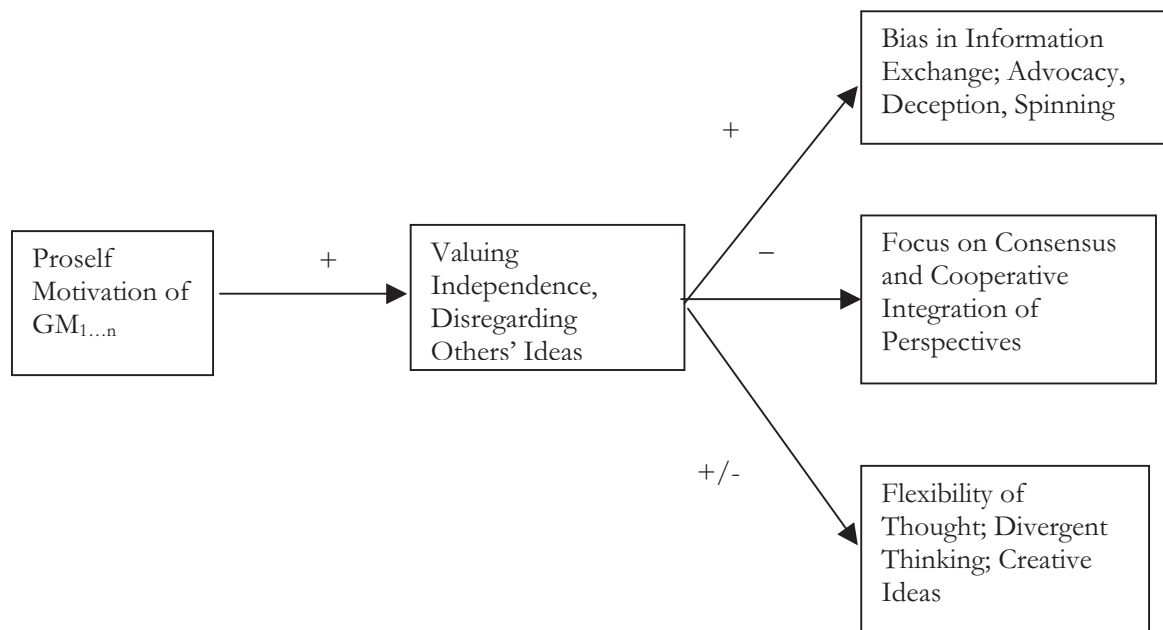 Proself
Motivation of
GM1…n
+
Valuing
Independence,
Disregarding
Others’ Ideas
+
Bias in Information
Exchange; Advocacy,
Deception, Spinning
−
Focus on Consensus
and Cooperative
Integration of
Perspectives
+/-
Flexibility of
Thought; Divergent
Thinking; Creative
Ideas